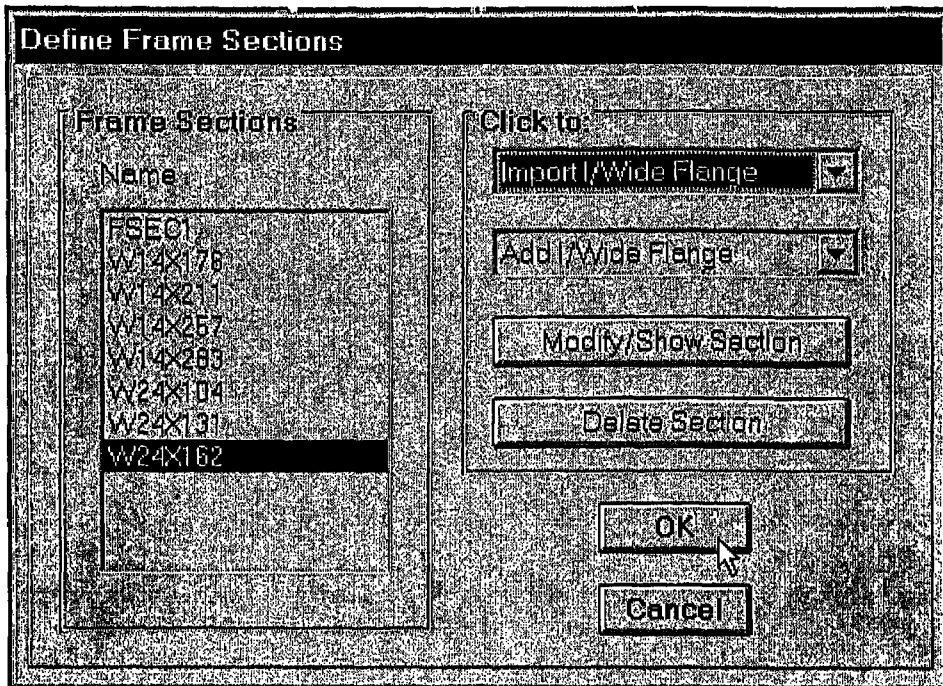 Define Frame Sections
Frame Sections
Name
FSEC1
W14X176
W14X211
W14X257
W14X283
W24X104
W24X131
W24X162
Click to:
Import I/Wide Flange
Add I/Wide Flange
Modify/Show Section
Delete Section
OK
Cancel